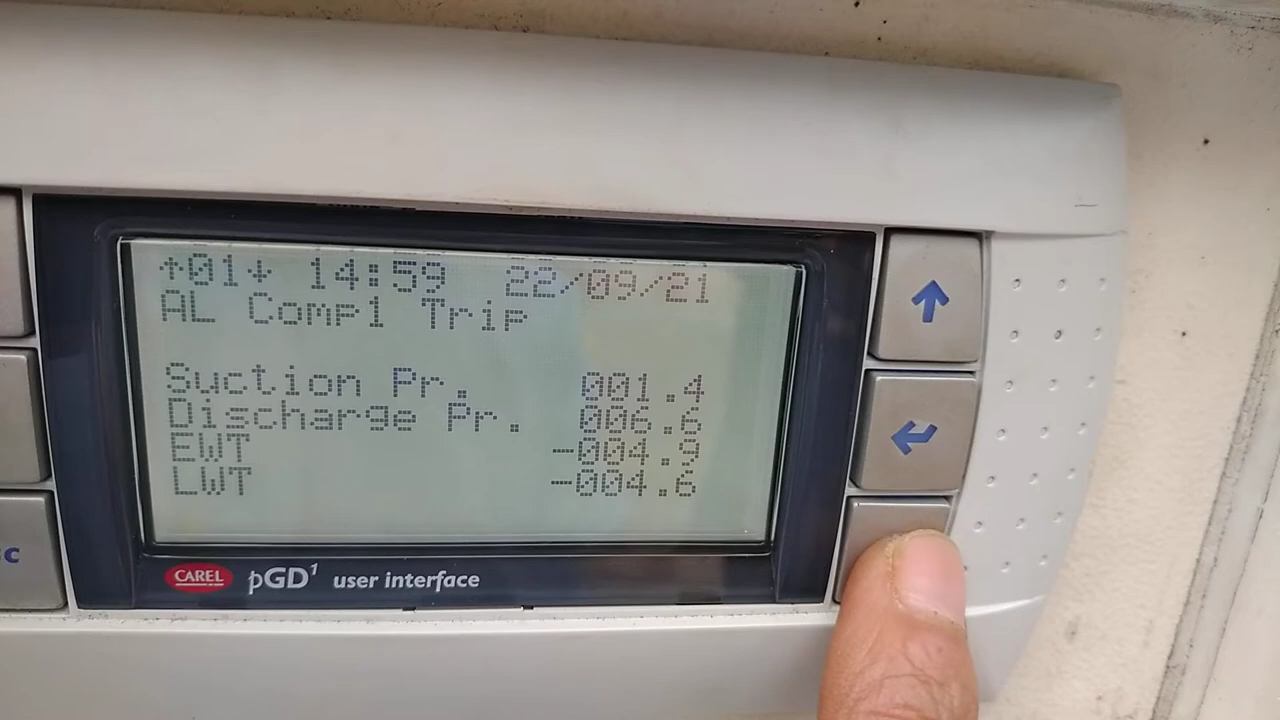 ↑01↓ 14:59 22/09/21
AL Comp1 Trip
Suction Pr. 001.4
Discharge Pr. 006.6
EWT -004.9
LWT -004.6
CAREL pGD¹ user interface